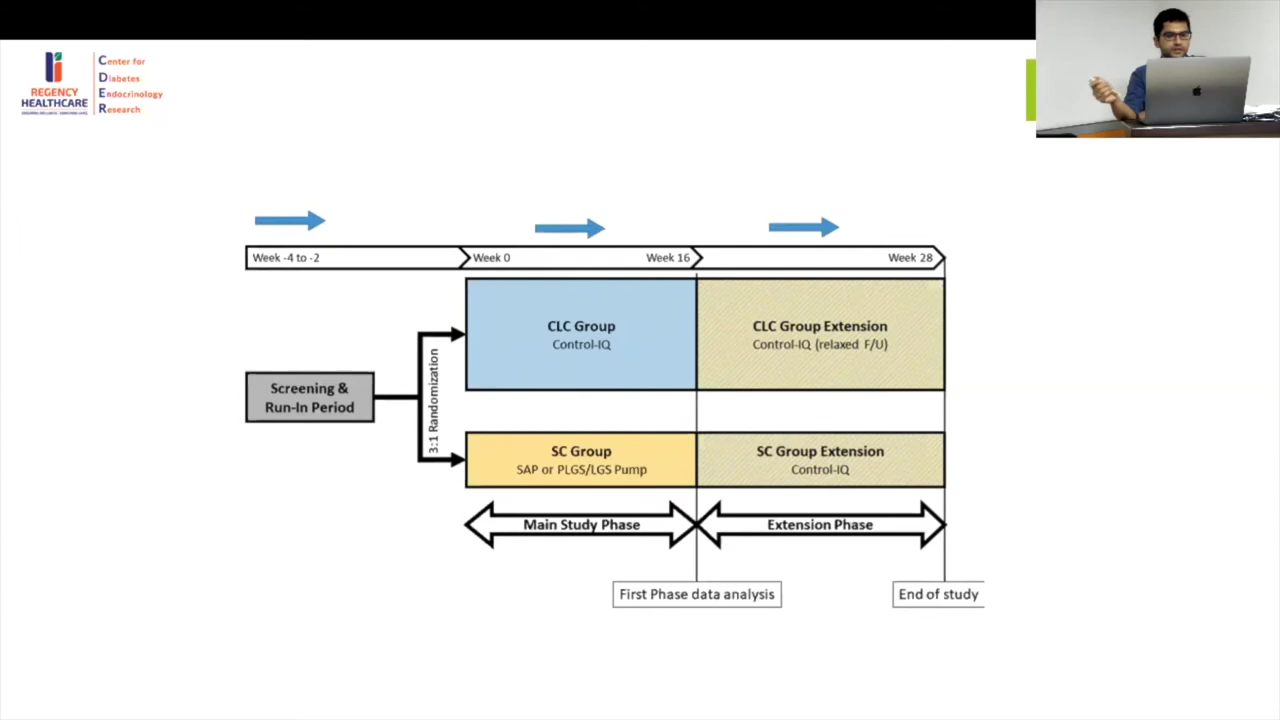 REGENCY
HEALTHCARE
Center for
Diabetes
Endocrinology
Research
Week -4 to -2
Week 0
Week 16
Week 28
CLC Group
Control-IQ
CLC Group Extension
Control-IQ (relaxed F/U)
Screening &
Run-In Period
3:1 Randomization
SC Group
SAP or PLGS/LGS Pump
SC Group Extension
Control-IQ
Main Study Phase
Extension Phase
First Phase data analysis
End of study